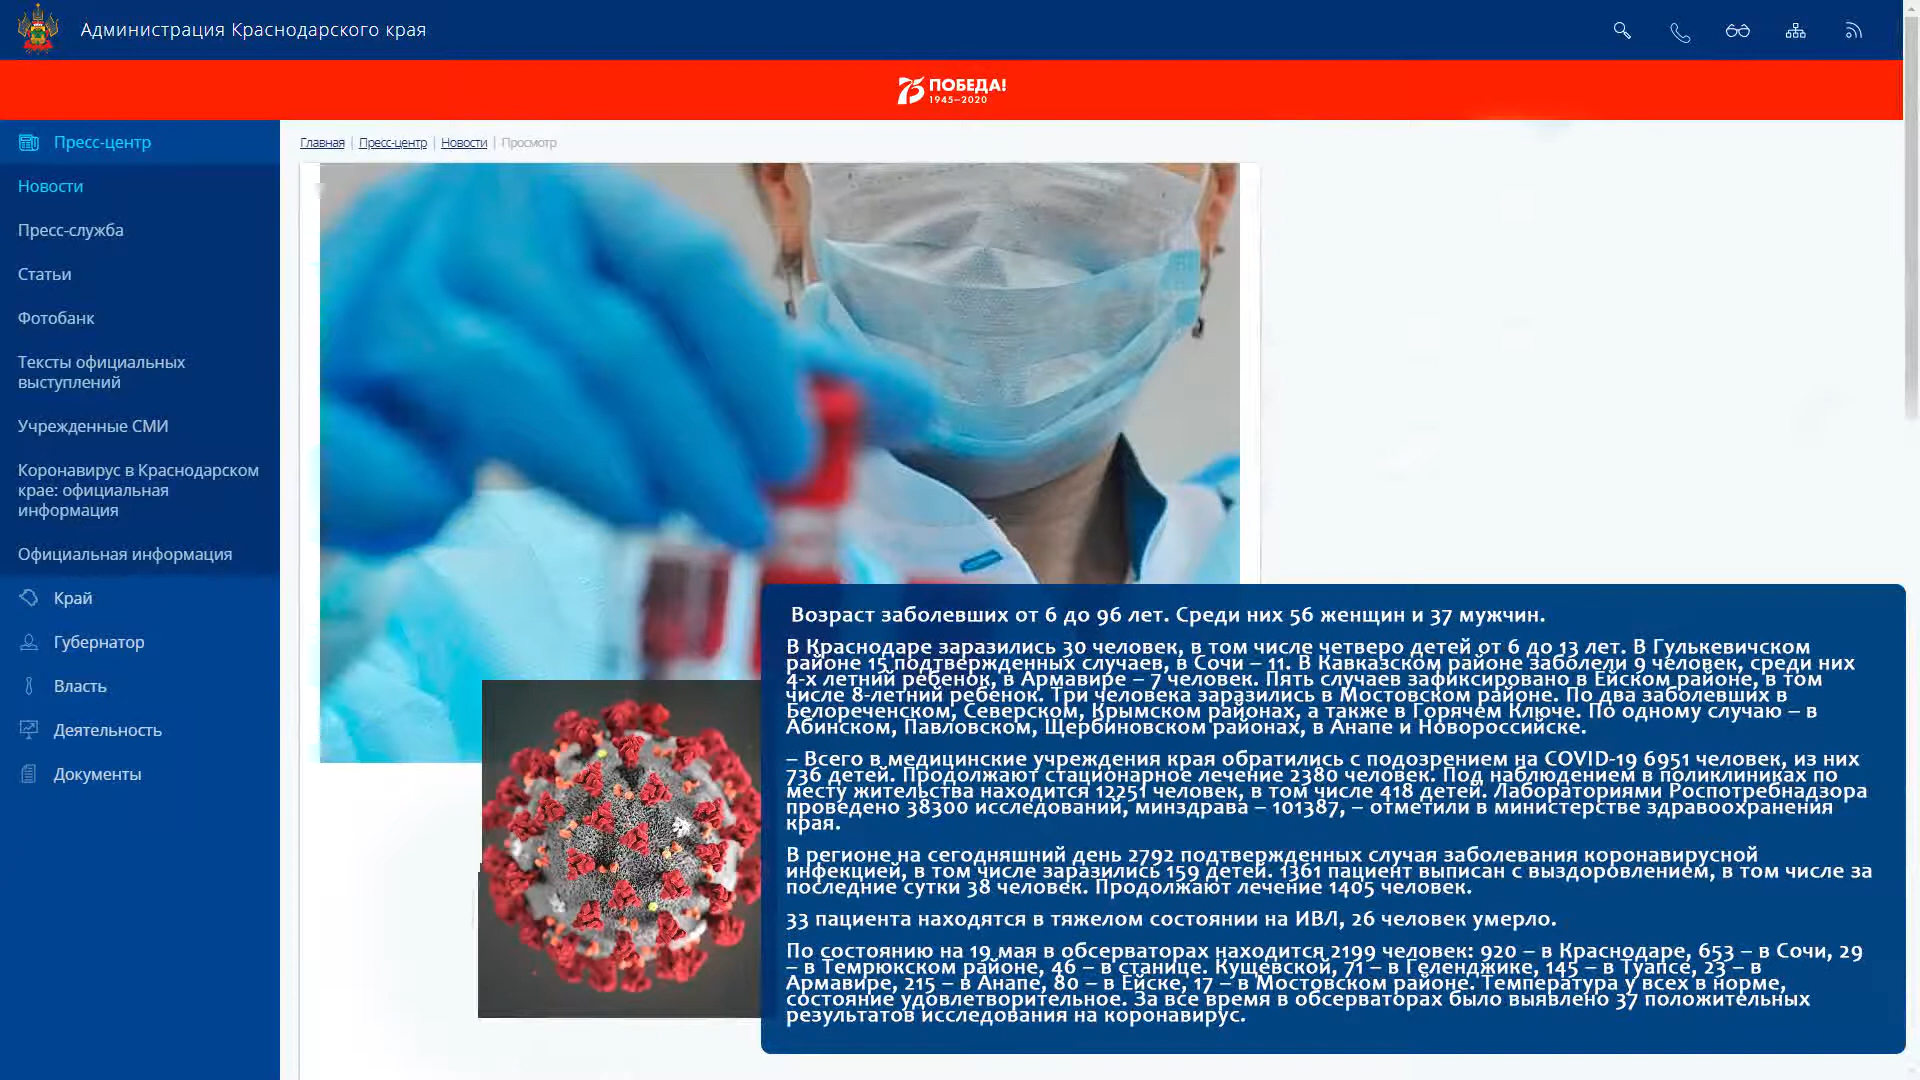 Администрация Краснодарского края
75 ПОБЕДА!
1945–2020
Пресс-центр
Новости
Пресс-служба
Статьи
Фотобанк
Тексты официальных
выступлений
Учрежденные СМИ
Коронавирус в Краснодарском
крае: официальная
информация
Официальная информация
Край
Губернатор
Власть
Деятельность
Документы
Главная | Пресс-центр | Новости | Просмотр
Возраст заболевших от 6 до 96 лет. Среди них 56 женщин и 37 мужчин.
В Краснодаре заразились 30 человек, в том числе четверо детей от 6 до 13 лет. В Гулькевичском
районе 15 подтвержденных случаев, в Сочи – 11. В Кавказском районе заболели 9 человек, среди них
4-х летний ребенок, в Армавире – 7 человек. Пять случаев зафиксировано в Ейском районе, в том
числе 8-летний ребенок. Три человека заразились в Мостовском районе. По два заболевших в
Белореченском, Северском, Крымском районах, а также в Горячем Ключе. По одному случаю – в
Абинском, Павловском, Щербиновском районах, в Анапе и Новороссийске.
– Всего в медицинские учреждения края обратились с подозрением на COVID-19 6951 человек, из них
736 детей. Продолжают стационарное лечение 2380 человек. Под наблюдением в поликлиниках по
месту жительства находится 12251 человек, в том числе 418 детей. Лабораториями Роспотребнадзора
проведено 38300 исследований, минздрава – 101387, – отметили в министерстве здравоохранения
края.
В регионе на сегодняшний день 2792 подтвержденных случая заболевания коронавирусной
инфекцией, в том числе заразились 159 детей. 1361 пациент выписан с выздоровлением, в том числе за
последние сутки 38 человек. Продолжают лечение 1405 человек.
33 пациента находятся в тяжелом состоянии на ИВЛ, 26 человек умерло.
По состоянию на 19 мая в обсерваторах находится 2199 человек: 920 – в Краснодаре, 653 – в Сочи, 29
– в Темрюкском районе, 46 – в станице. Кущевской, 71 – в Геленджике, 145 – в Туапсе, 23 – в
Армавире, 215 – в Анапе, 80 – в Ейске, 17 – в Мостовском районе. Температура у всех в норме,
состояние удовлетворительное. За все время в обсерваторах было выявлено 37 положительных
результатов исследования на коронавирус.